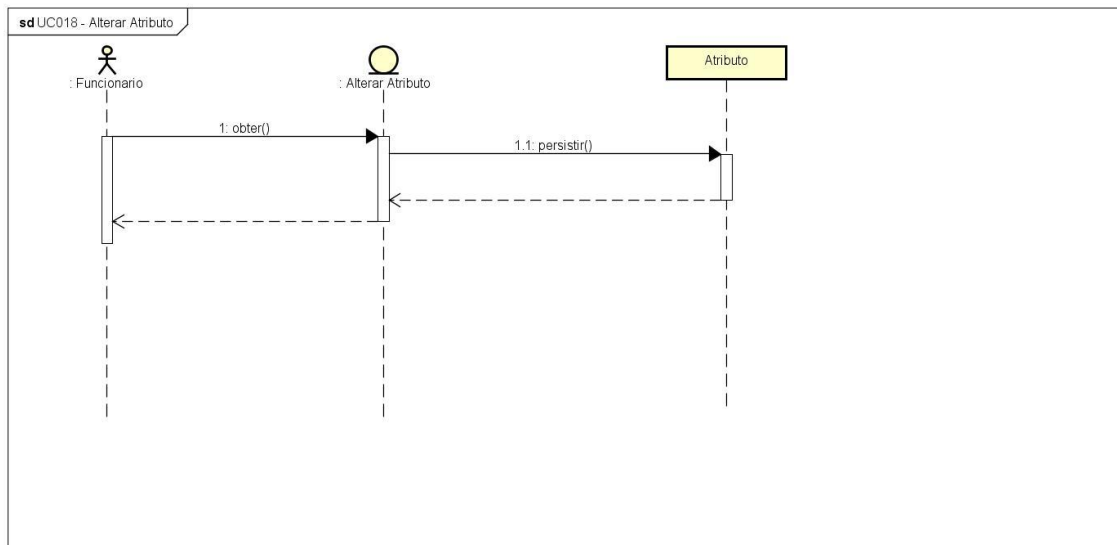 sd UC018 - Alterar Atributo
: Funcionario
: Alterar Atributo
Atributo
1: obter()
1.1: persistir()